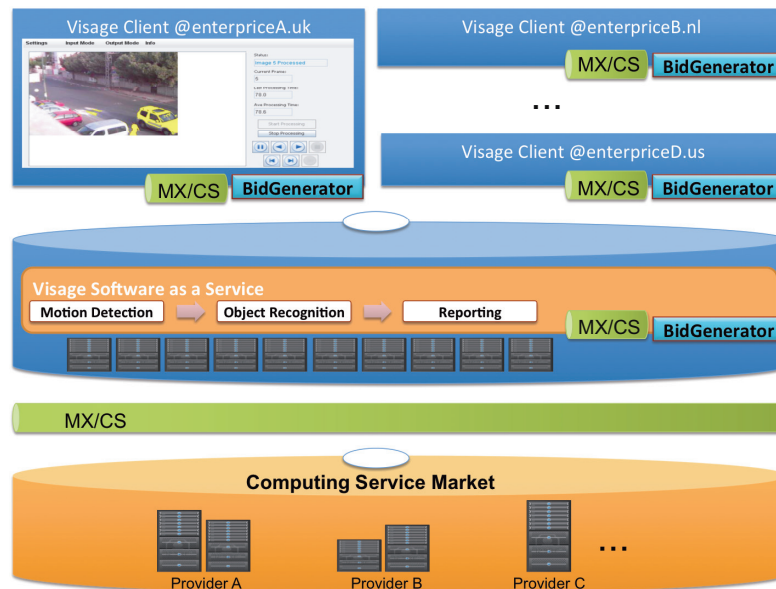 Visage Client @enterpriceA.uk
Settings Input Mode Output Mode Info
Status:
Image 5 Processed
Current Frame:
5
Last Processing Time:
78.0
Ave Processing Time:
79.6
Start Processing
Stop Processing
MX/CS BidGenerator
Visage Client @enterpriceB.nl
MX/CS BidGenerator
...
Visage Client @enterpriceD.us
MX/CS BidGenerator
Visage Software as a Service
Motion Detection Object Recognition Reporting
MX/CS BidGenerator
MX/CS
Computing Service Market
...
Provider A Provider B Provider C